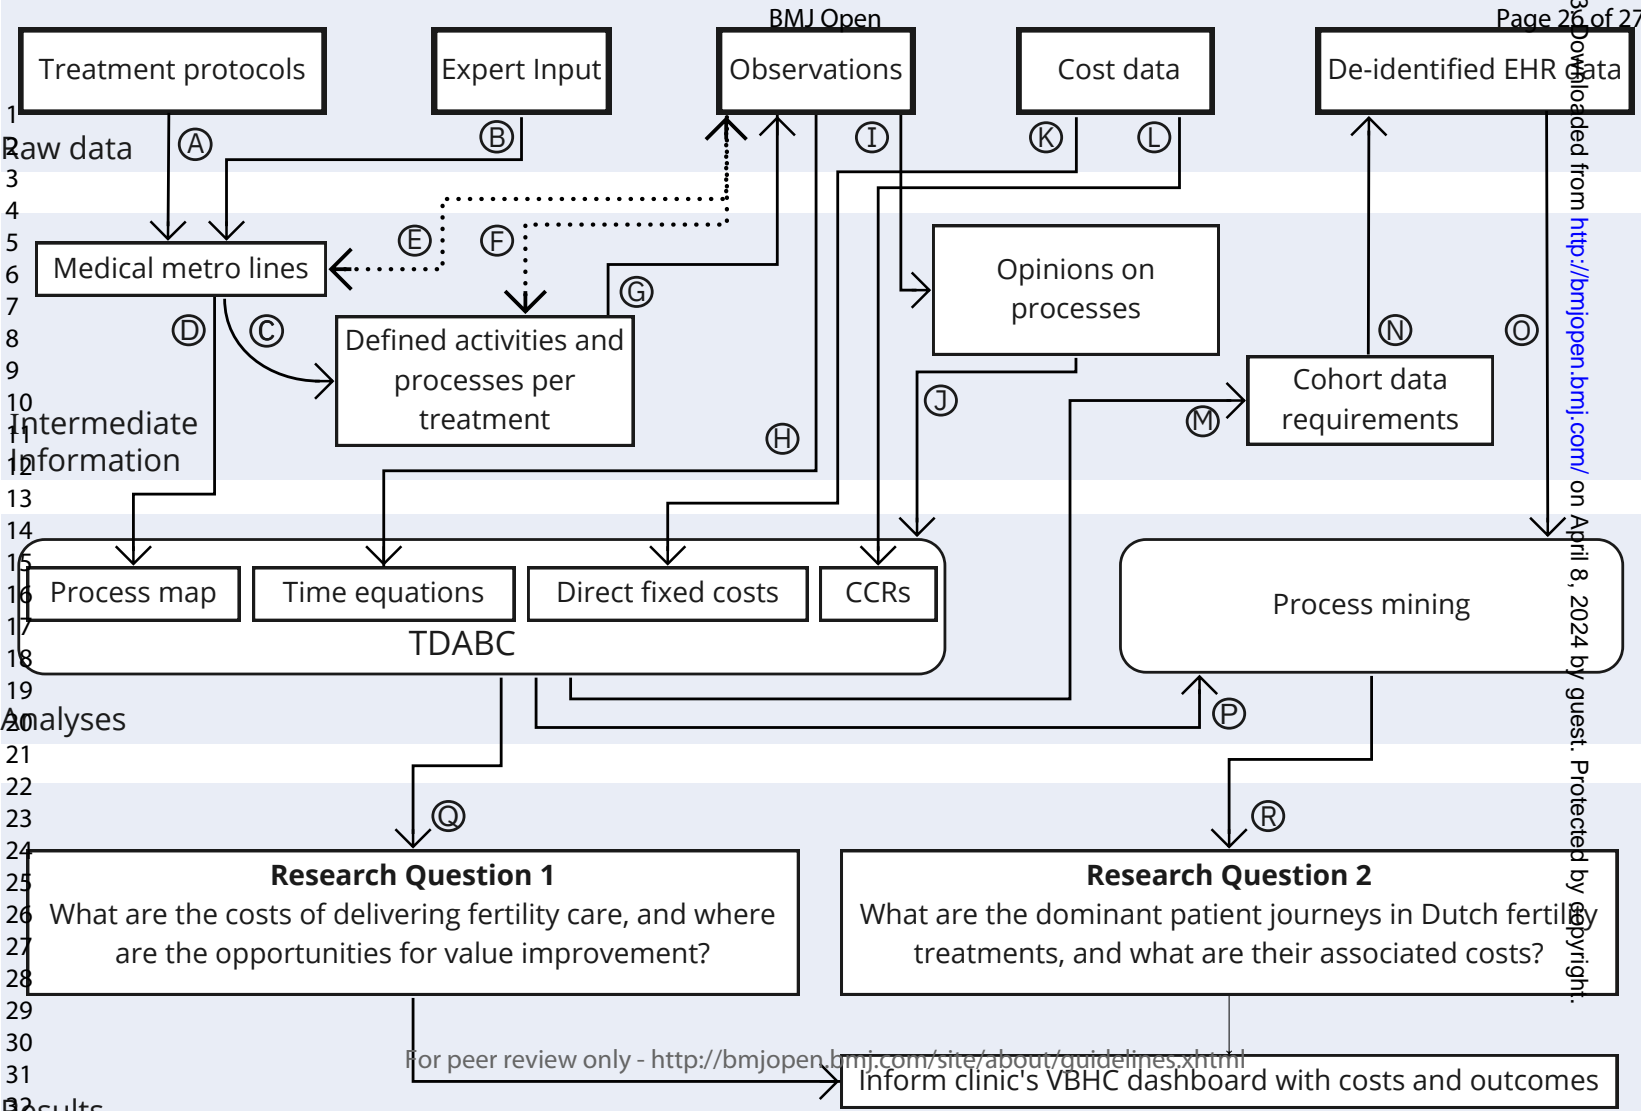 BMJ Open
Page 26 of 27
Treatment protocols
Expert Input
Observations
Cost data
De-identified EHR data
1
2
3
4
5
6
7
8
9
10
11
12
13
14
15
16
17
18
19
20
21
22
23
24
25
26
27
28
29
30
31
32
Raw data
A
B
I
K
L
E
F
G
Medical metro lines
Opinions on
processes
D
C
N
O
Defined activities and
processes per
treatment
Cohort data
requirements
J
M
H
Intermediate
Information
Process map
Time equations
Direct fixed costs
CCRs
TDABC
Process mining
Analyses
P
Q
R
Research Question 1
What are the costs of delivering fertility care, and where
are the opportunities for value improvement?
Research Question 2
What are the dominant patient journeys in Dutch fertility
treatments, and what are their associated costs?
For peer review only - http://bmjopen.bmj.com/site/about/guidelines.xhtml
Inform clinic's VBHC dashboard with costs and outcomes
Results
3. Downloaded from http://bmjopen.bmj.com/ on April 8, 2024 by guest. Protected by copyright.